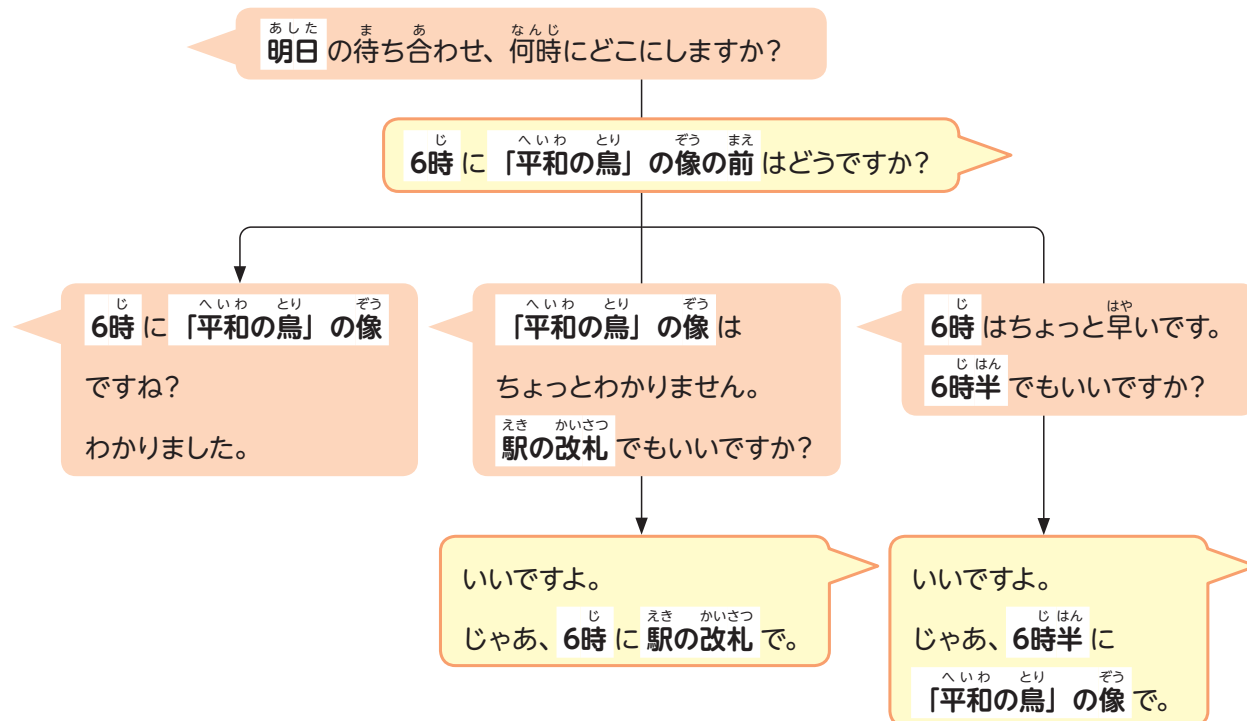 明日の待ち合わせ、何時にどこにしますか？
6時に「平和の鳥」の像の前はどうですか？
6時に「平和の鳥」の像
ですね？
わかりました。
「平和の鳥」の像は
ちょっとわかりません。
駅の改札でもいいですか？
6時はちょっと早いです。
6時半でもいいですか？
いいですよ。
じゃあ、6時に駅の改札で。
いいですよ。
じゃあ、6時半に
「平和の鳥」の像で。